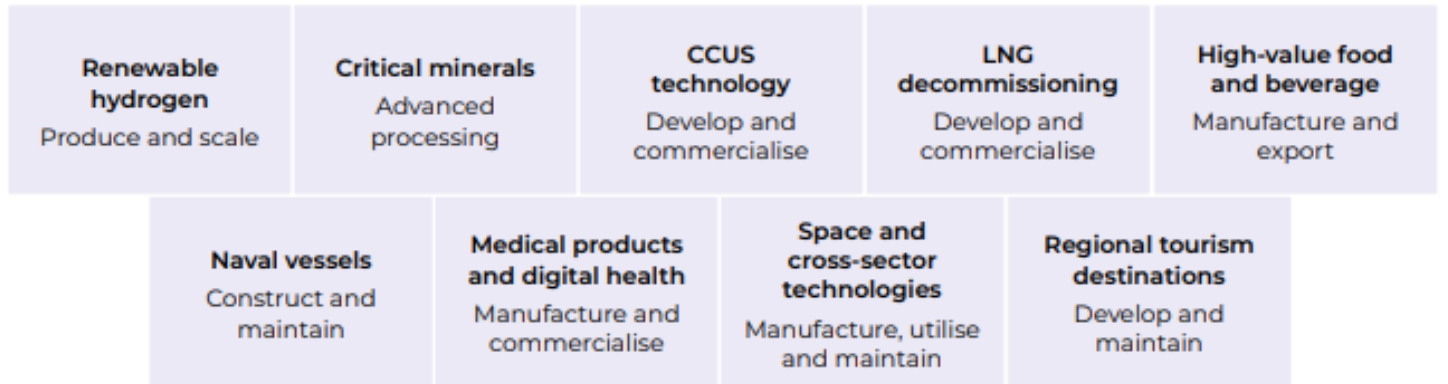 Renewable
hydrogen
Produce and scale
Critical minerals
Advanced
processing
CCUS
technology
Develop and
commercialise
LNG
decommissioning
Develop and
commercialise
High-value food
and beverage
Manufacture and
export
Naval vessels
Construct and
maintain
Medical products
and digital health
Manufacture and
commercialise
Space and
cross-sector
technologies
Manufacture, utilise
and maintain
Regional tourism
destinations
Develop and
maintain